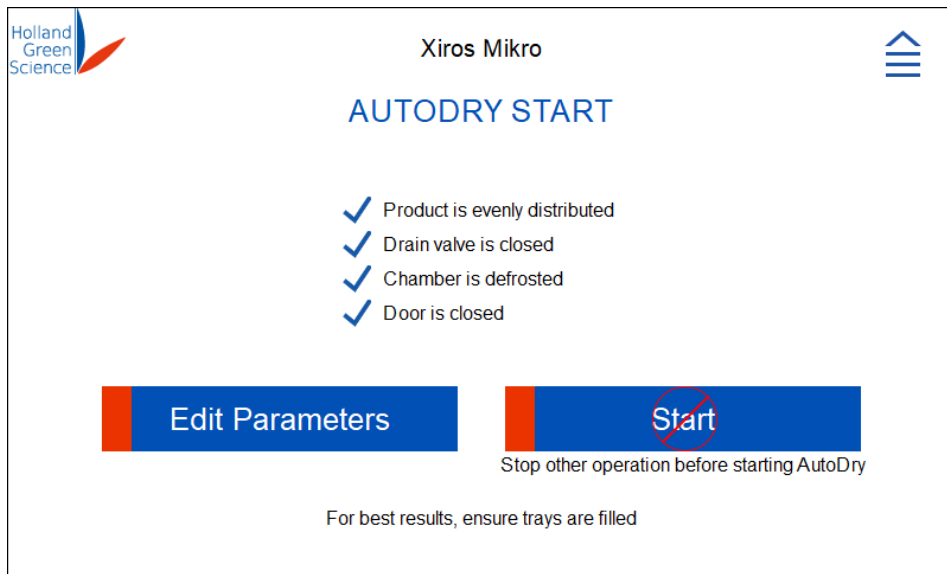 Holland
Green
Science
Xiros Mikro
AUTODRY START
Product is evenly distributed
Drain valve is closed
Chamber is defrosted
Door is closed
Edit Parameters
Start
Stop other operation before starting AutoDry
For best results, ensure trays are filled